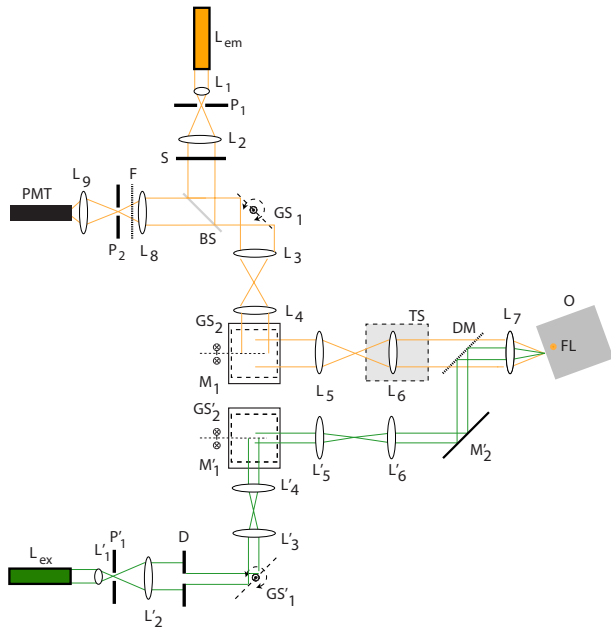 L em
L 1
P 1
L 2
S
F
L 9
PMT
GS 1
BS
P 2
L 8
L 3
L 4
GS 2
TS
DM
L 7
O
FL
M 1
L 5
L 6
GS' 2
M' 1
L' 5
L' 6
M' 2
L' 4
L' 3
P' 1
D
L ex
L' 1
GS' 1
L' 2